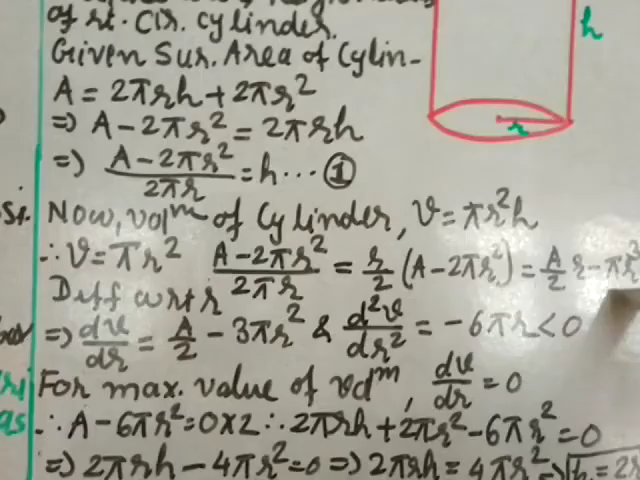 of rt. Cir. cylinder.
h
Given Sur. Area of Cylin-
A = 2πrh + 2πr²
⇒ A - 2πr² = 2πrh
r
⇒ (A - 2πr²)/(2πr) = h ... ①
Now, volᵐ of Cylinder, V = πr²h
∴ V = πr² (A - 2πr²)/(2πr) = r/2 (A - 2πr²) = A/2 r - πr³
Diff w r t r
⇒ dv/dr = A/2 - 3πr² & d²v/dr² = -6πr < 0
For max. value of volᵐ, dv/dr = 0
as ∴ A - 6πr² = 0×2 ∴ 2πrh + 2πr² - 6πr² = 0
⇒ 2πrh - 4πr² = 0 ⇒ 2πrh = 4πr² ⇒ h = 2r